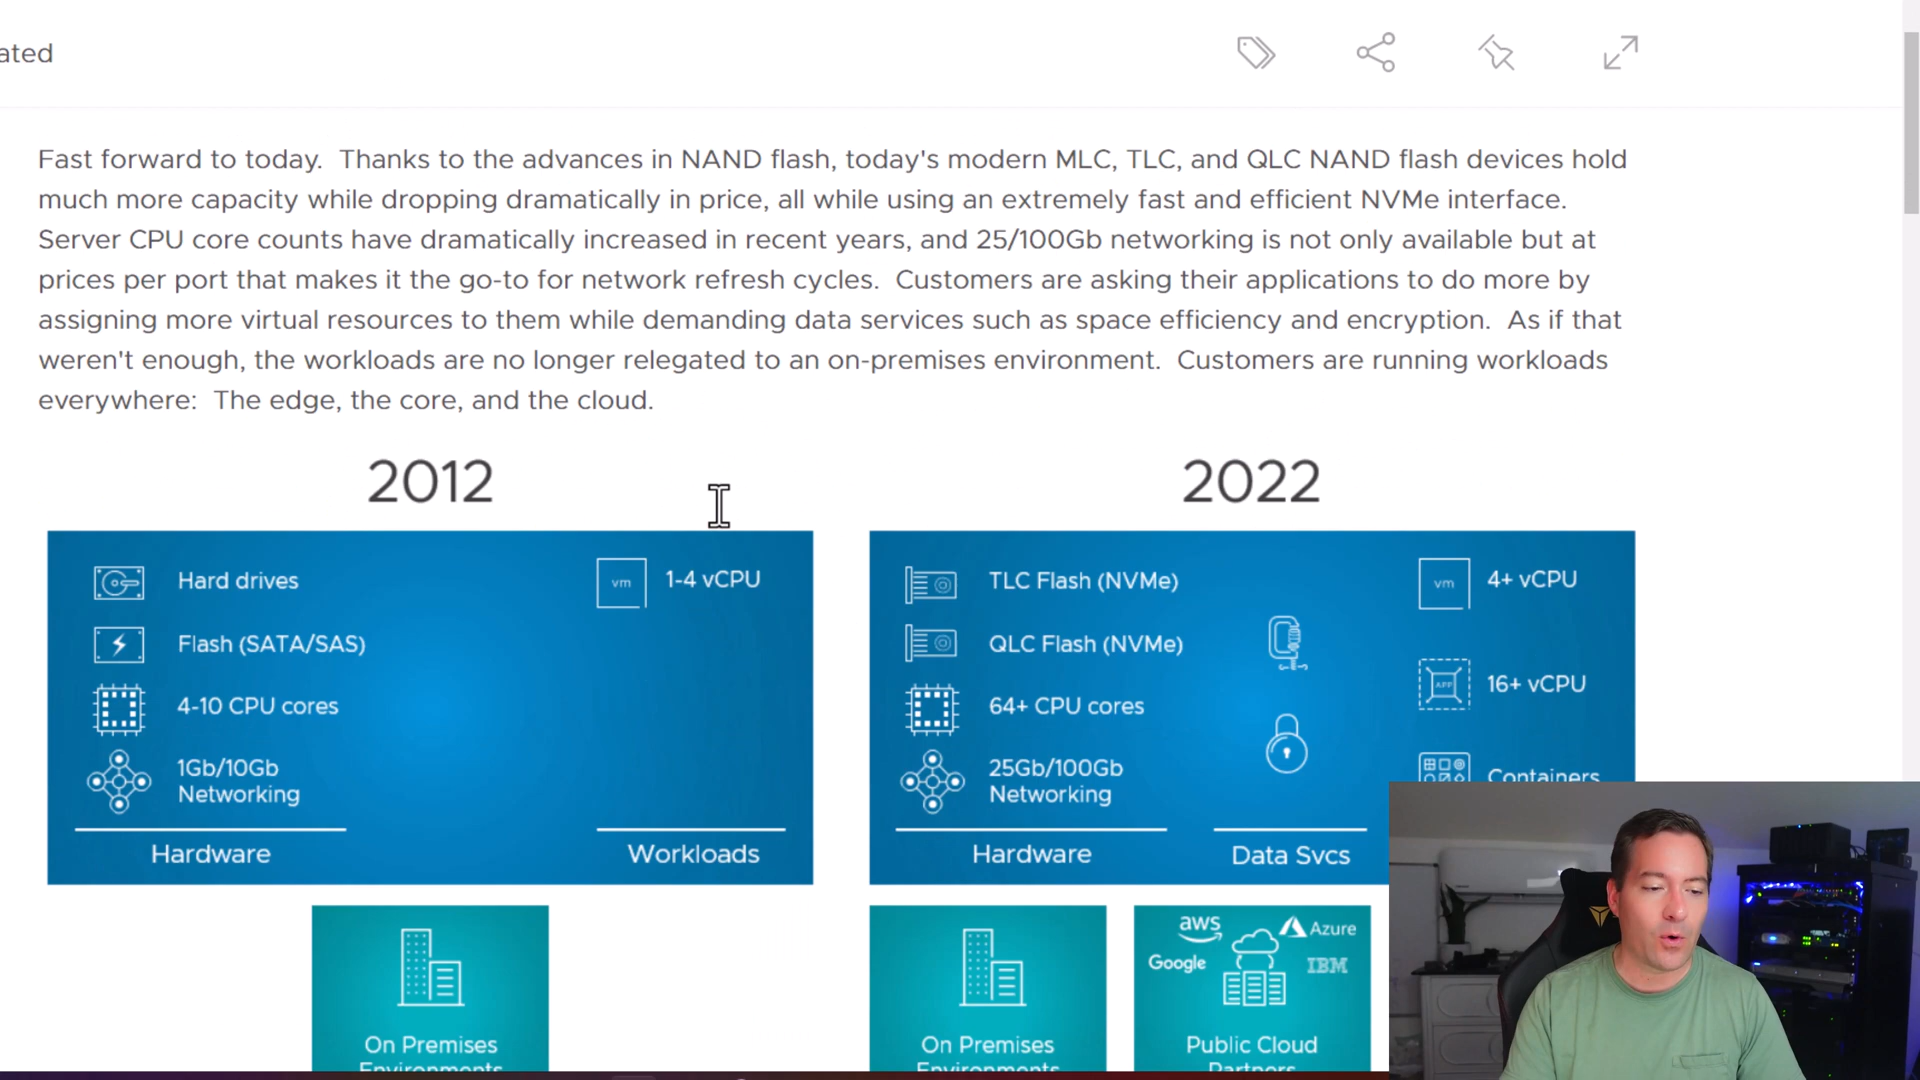 ated
Fast forward to today.  Thanks to the advances in NAND flash, today's modern MLC, TLC, and QLC NAND flash devices hold
much more capacity while dropping dramatically in price, all while using an extremely fast and efficient NVMe interface.
Server CPU core counts have dramatically increased in recent years, and 25/100Gb networking is not only available but at
prices per port that makes it the go-to for network refresh cycles.  Customers are asking their applications to do more by
assigning more virtual resources to them while demanding data services such as space efficiency and encryption.  As if that
weren't enough, the workloads are no longer relegated to an on-premises environment.  Customers are running workloads
everywhere:  The edge, the core, and the cloud.
2012
Hard drives
vm
1-4 vCPU
Flash (SATA/SAS)
4-10 CPU cores
1Gb/10Gb
Networking
Hardware
Workloads
On Premises
Environments
2022
TLC Flash (NVMe)
vm
4+ vCPU
QLC Flash (NVMe)
APP
16+ vCPU
64+ CPU cores
25Gb/100Gb
Networking
Containers
Hardware
Data Svcs
On Premises
Environments
aws
Azure
Google
IBM
Public Cloud
Partners